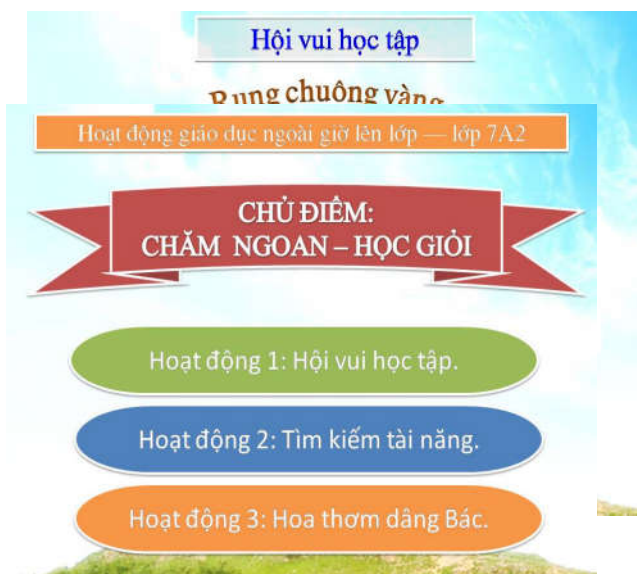 Hội vui học tập
Rung chuông vàng
Hoạt động giáo dục ngoài giờ lên lớp — lớp 7A2
CHỦ ĐIỂM:
CHĂM NGOAN – HỌC GIỎI
Hoạt động 1: Hội vui học tập.
Hoạt động 2: Tìm kiếm tài năng.
Hoạt động 3: Hoa thơm dâng Bác.